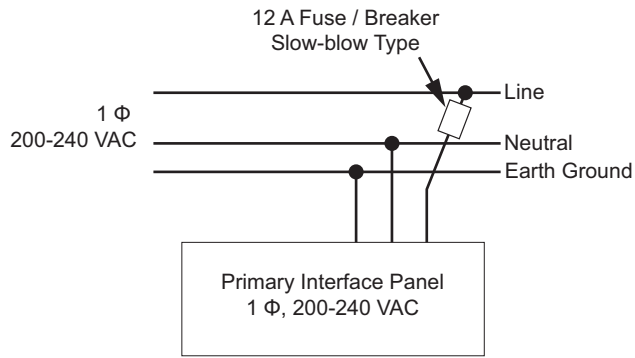 12 A Fuse / Breaker
Slow-blow Type
Line
1 Φ
200-240 VAC
Neutral
Earth Ground
Primary Interface Panel
1 Φ, 200-240 VAC